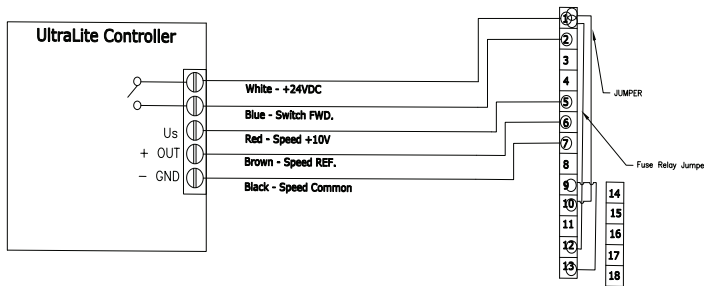 UltraLite Controller
White - +24VDC
Blue - Switch FWD.
Us
Red - Speed +10V
+ OUT
Brown - Speed REF.
- GND
Black - Speed Common
1
2
3
4
5
6
7
8
9
10
11
12
13
JUMPER
Fuse Relay Jumpe
14
15
16
17
18